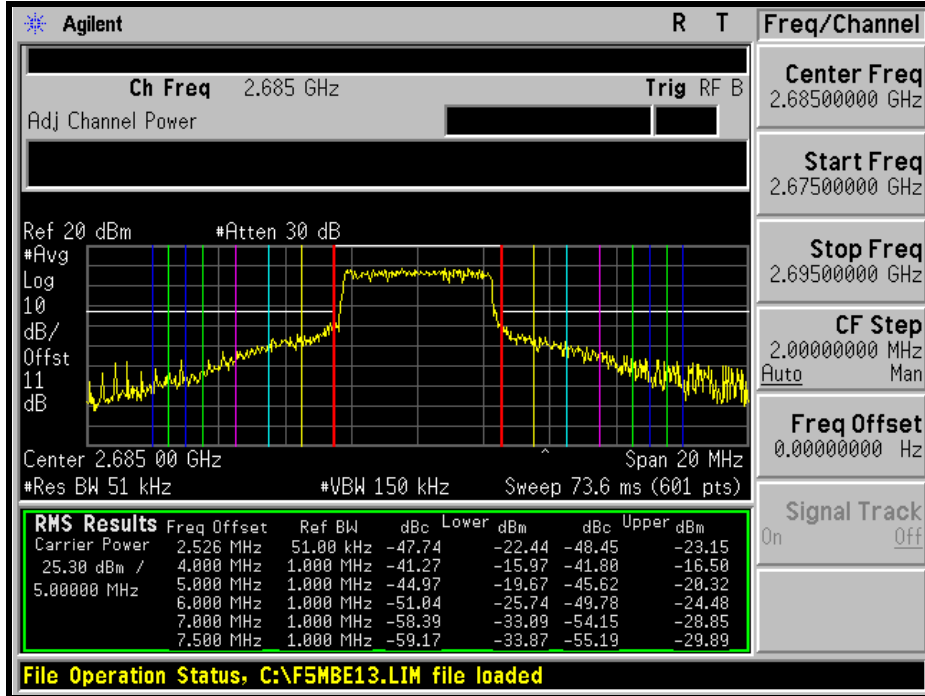 Agilent R T Freq/Channel
Ch Freq 2.685 GHz Trig RF B
Adj Channel Power
Center Freq
2.68500000 GHz
Start Freq
2.67500000 GHz
Stop Freq
2.69500000 GHz
CF Step
2.00000000 MHz
Auto Man
Freq Offset
0.00000000 Hz
Signal Track
On Off
Ref 20 dBm #Atten 30 dB
#Avg
Log
10
dB/
Offst
11
dB
Center 2.685 00 GHz Span 20 MHz
#Res BW 51 kHz #VBW 150 kHz Sweep 73.6 ms (601 pts)
RMS Results Freq Offset Ref BW dBc Lower dBm dBc Upper dBm
Carrier Power 2.526 MHz 51.00 kHz -47.74 -22.44 -48.45 -23.15
25.30 dBm / 4.000 MHz 1.000 MHz -41.27 -15.97 -41.80 -16.50
5.00000 MHz 5.000 MHz 1.000 MHz -44.97 -19.67 -45.62 -20.32
6.000 MHz 1.000 MHz -51.04 -25.74 -49.78 -24.48
7.000 MHz 1.000 MHz -58.39 -33.09 -54.15 -28.85
7.500 MHz 1.000 MHz -59.17 -33.87 -55.19 -29.89
File Operation Status, C:\F5MBE13.LIM file loaded